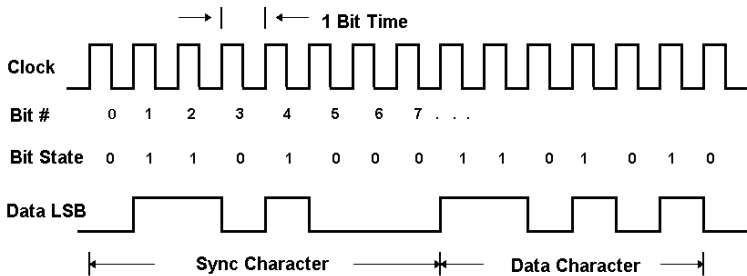 1 Bit Time
Clock
Bit # 0 1 2 3 4 5 6 7 . . .
Bit State 0 1 1 0 1 0 0 0 1 1 0 1 0 1 0
Data LSB
Sync Character Data Character